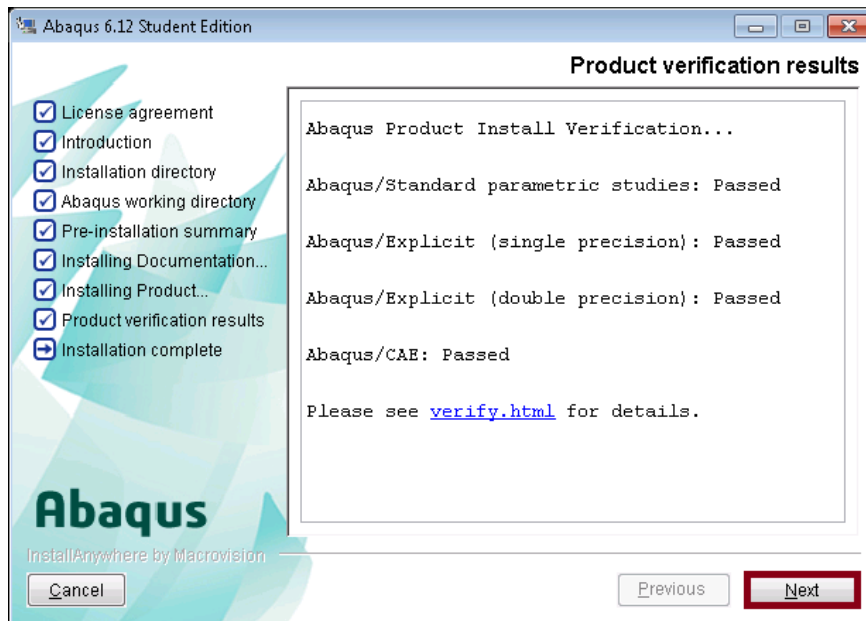 Abaqus 6.12 Student Edition
Product verification results
License agreement
Introduction
Installation directory
Abaqus working directory
Pre-installation summary
Installing Documentation...
Installing Product...
Product verification results
Installation complete
Abaqus Product Install Verification...
Abaqus/Standard parametric studies: Passed
Abaqus/Explicit (single precision): Passed
Abaqus/Explicit (double precision): Passed
Abaqus/CAE: Passed
Please see verify.html for details.
Abaqus
InstallAnywhere by Macrovision
Cancel
Previous
Next